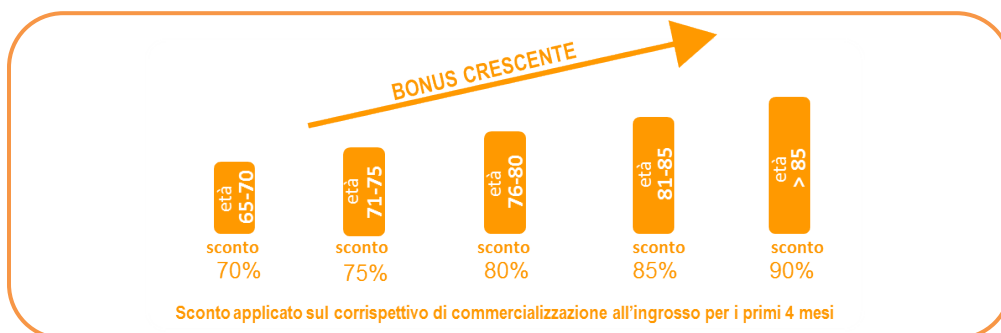 BONUS CRESCENTE
età
65-70
età
71-75
età
76-80
età
81-85
età
> 85
sconto
70%
sconto
75%
sconto
80%
sconto
85%
sconto
90%
Sconto applicato sul corrispettivo di commercializzazione all’ingrosso per i primi 4 mesi